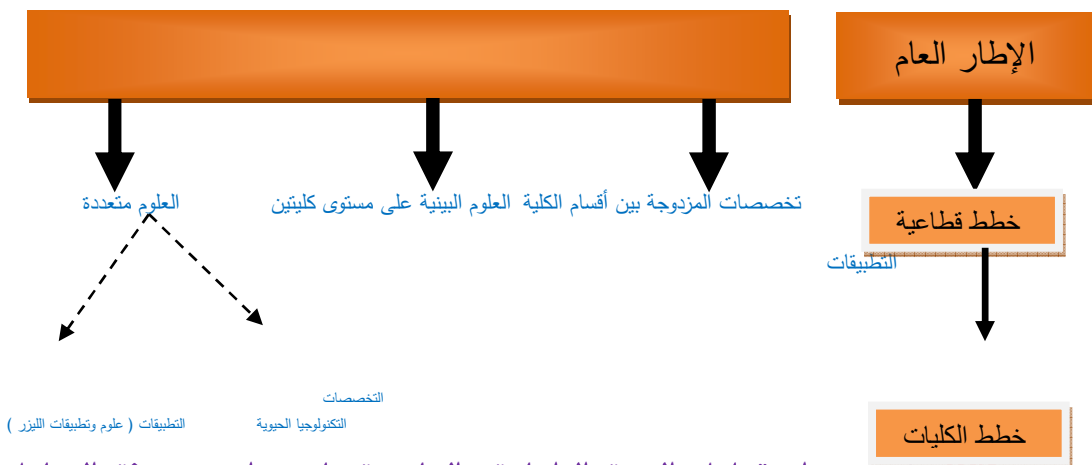 الإطار العام
تخصصات المزدوجة بين أقسام الكلية العلوم البينية على مستوى كليتين العلوم متعددة
خطط قطاعية
التطبيقات
التخصصات
التكنولوجيا الحيوية التطبيقات ( علوم وتطبيقات الليزر )
خطط الكليات